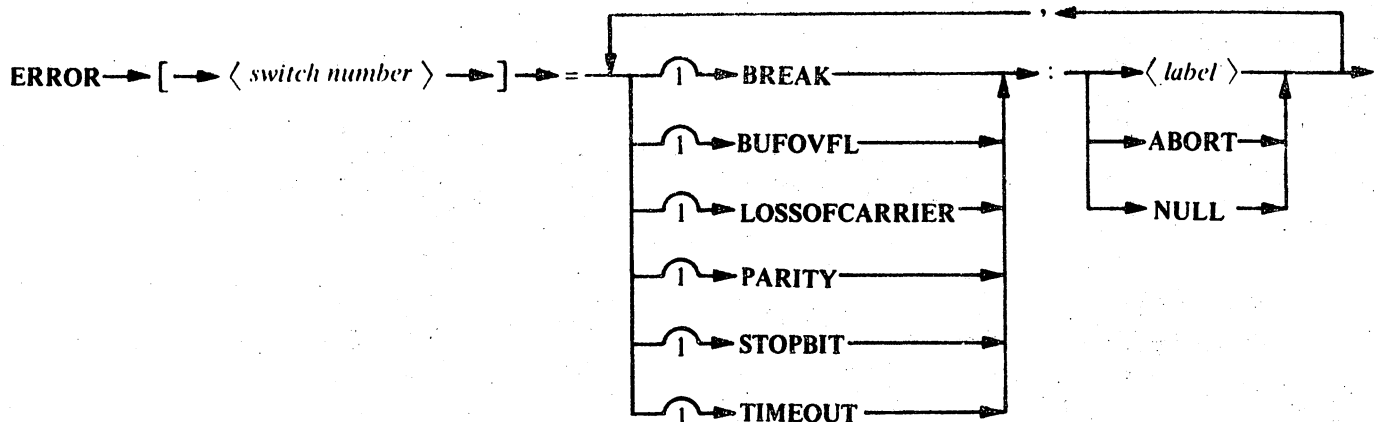 ,
ERROR [ ⟨ switch number ⟩ ] = 1 BREAK : ⟨ label ⟩
1 BUFOVFL ABORT
1 LOSSOFCARRIER NULL
1 PARITY
1 STOPBIT
1 TIMEOUT